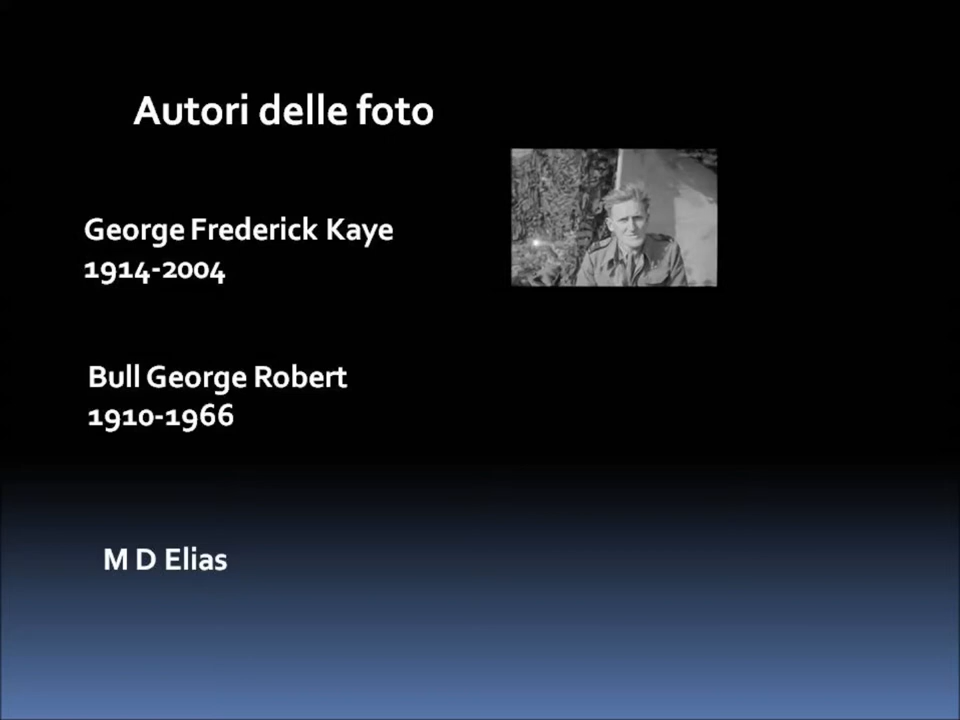 Autori delle foto
George Frederick Kaye
1914-2004
Bull George Robert
1910-1966
M D Elias